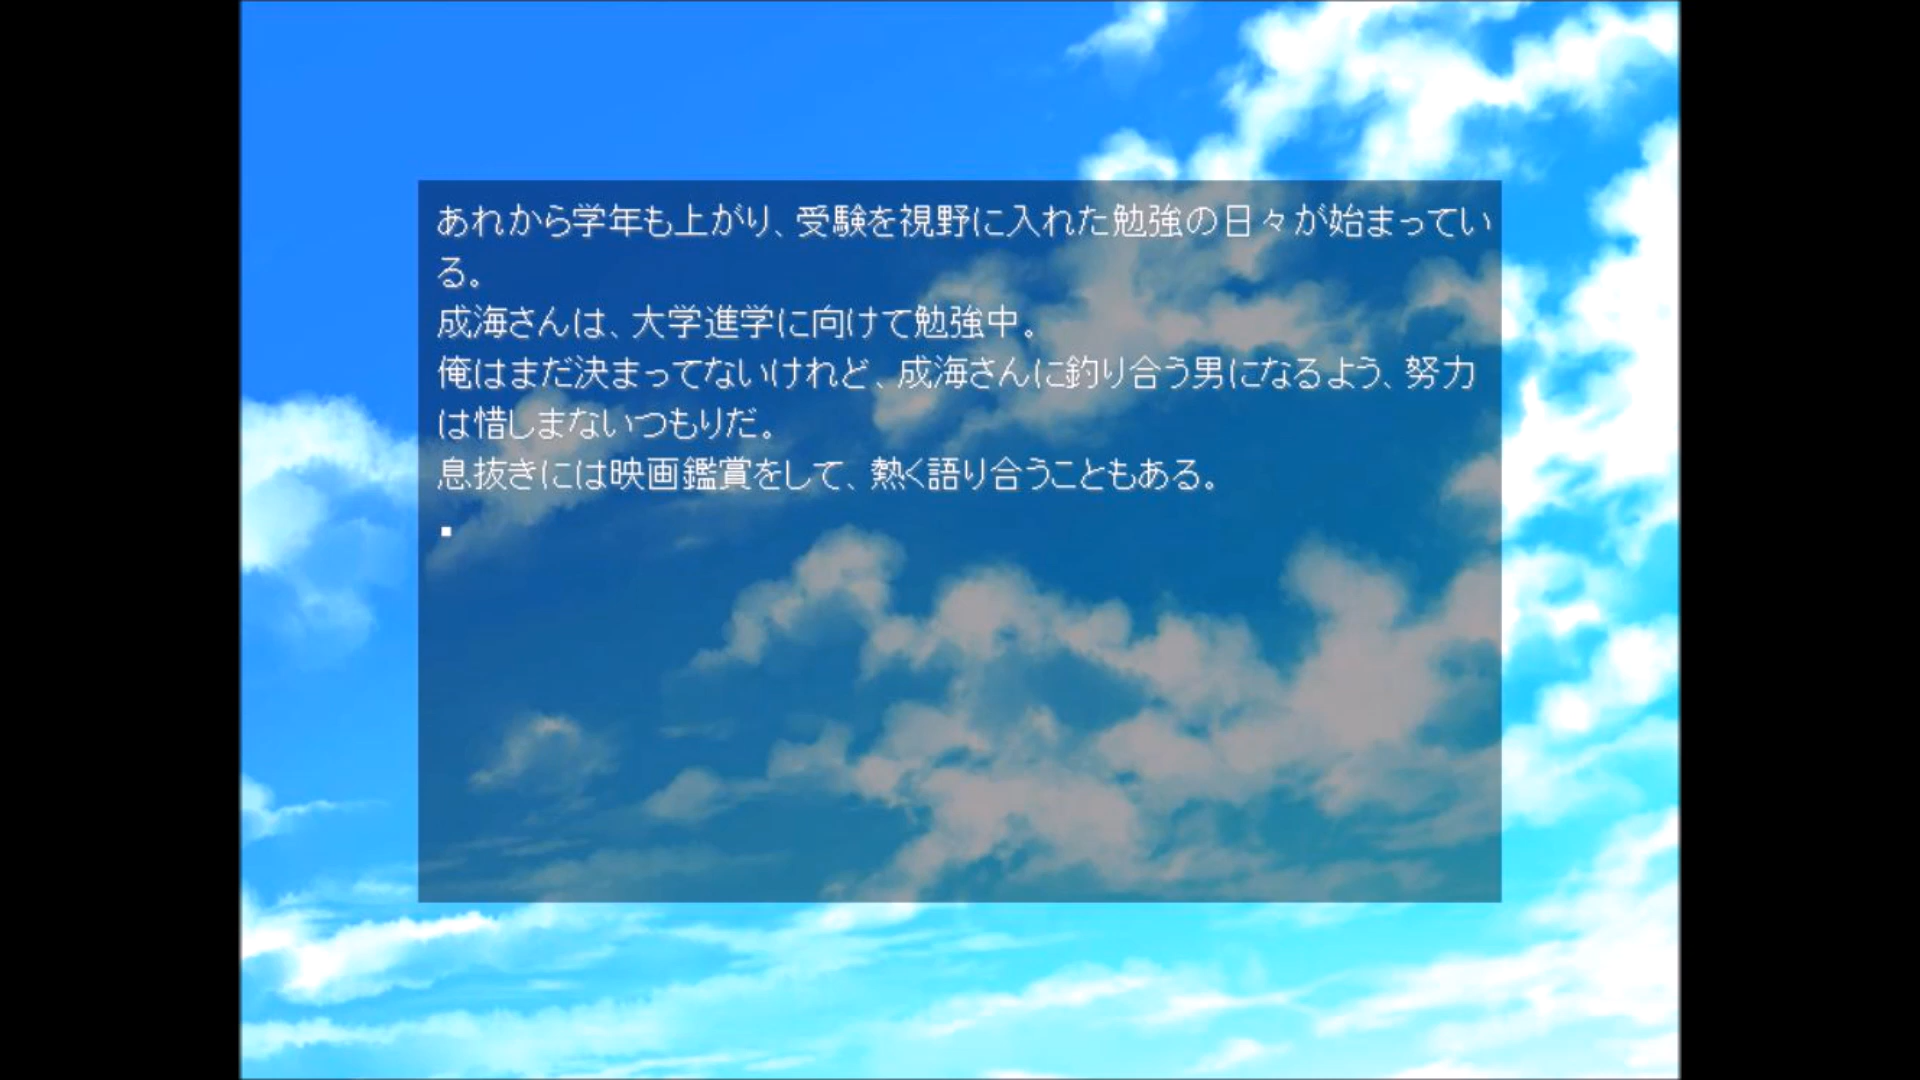 あれから学年も上がり、受験を視野に入れた勉強の日々が始まってい
る。
成海さんは、大学進学に向けて勉強中。
俺はまだ決まってないけれど、成海さんに釣り合う男になるよう、努力
は惜しまないつもりだ。
息抜きには映画鑑賞をして、熱く語り合うこともある。